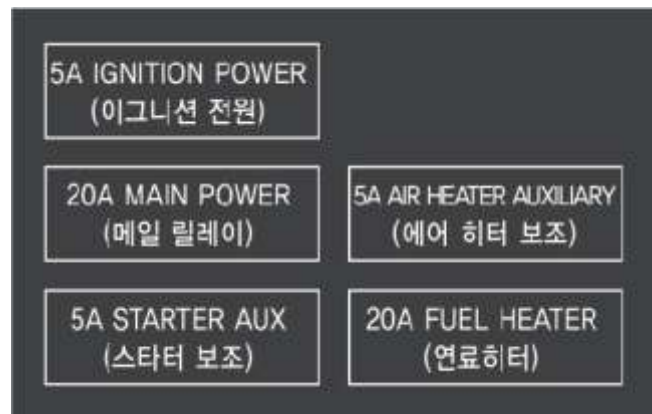 5A IGNITION POWER
(이그니션 전원)
20A MAIN POWER
(메일 릴레이)
5A AIR HEATER AUXILIARY
(에어 히터 보조)
5A STARTER AUX
(스타터 보조)
20A FUEL HEATER
(연료히터)